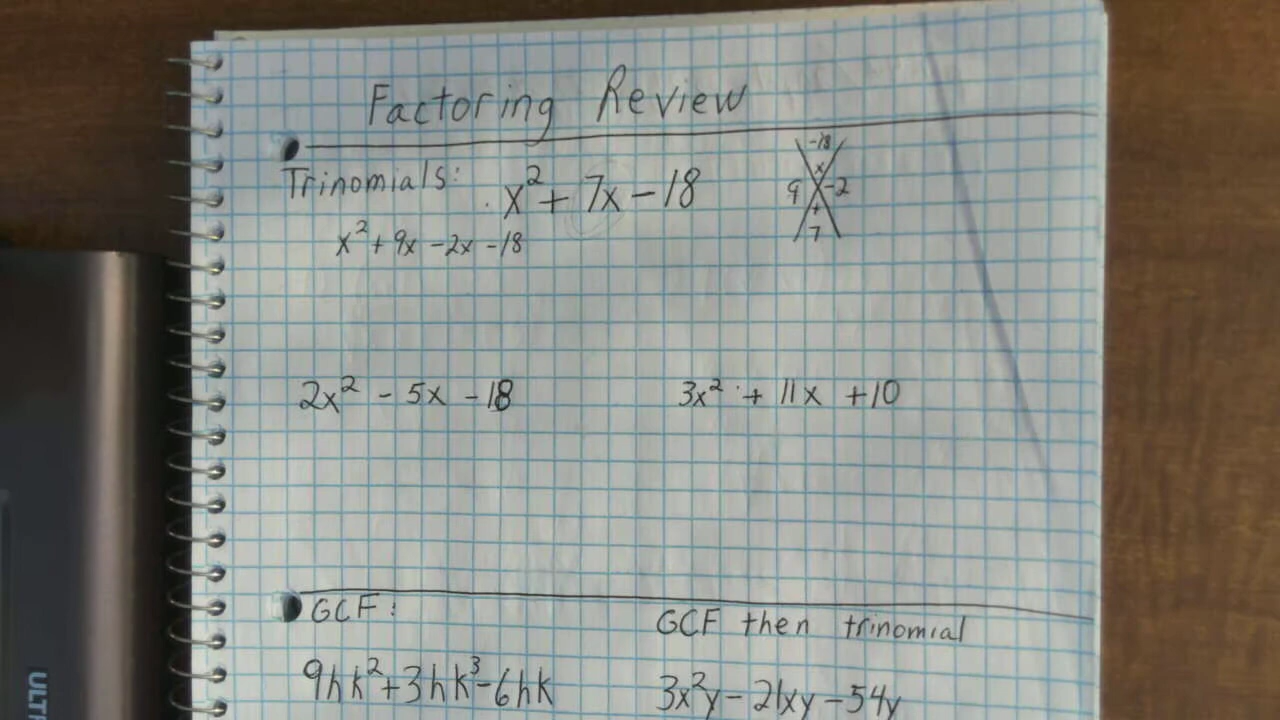 Factoring Review
Trinomials: x² + 7x - 18
-18
x
9 -2
+
7
x² + 9x - 2x - 18
2x² - 5x - 18
3x² + 11x + 10
GCF:
9hk² + 3hk³ - 6hk
GCF then trinomial
3x²y - 21xy - 54y